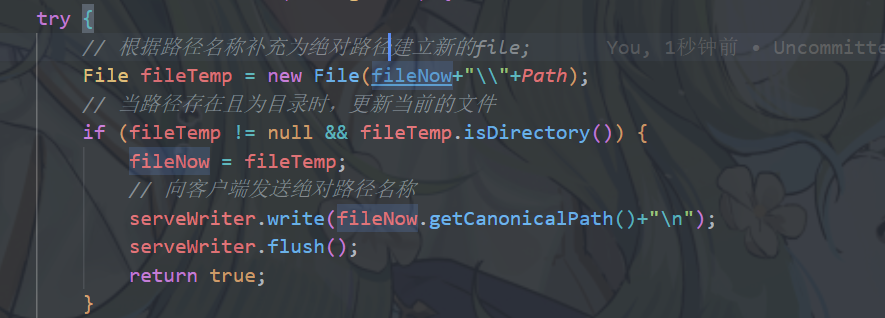 try {
// 根据路径名称补充为绝对路径建立新的file;    You, 1秒钟前 • Uncommitte
File fileTemp = new File(fileNow+"\\"+Path);
// 当路径存在且为目录时，更新当前的文件
if (fileTemp != null && fileTemp.isDirectory()) {
fileNow = fileTemp;
// 向客户端发送绝对路径名称
serveWriter.write(fileNow.getCanonicalPath()+"\n");
serveWriter.flush();
return true;
}